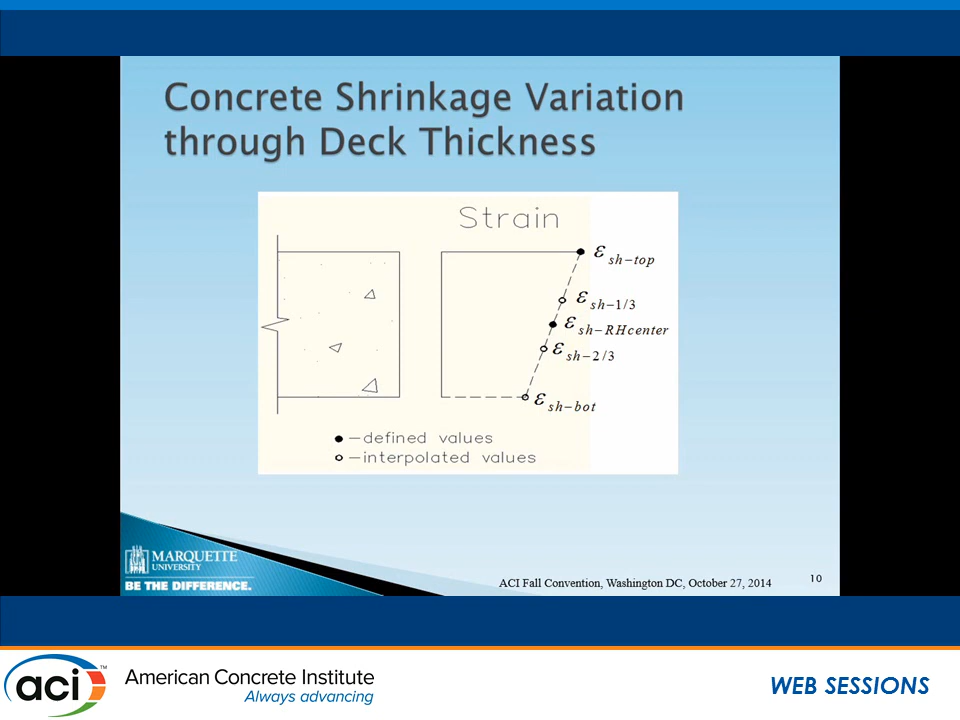 Concrete Shrinkage Variation
through Deck Thickness
Strain
ε sh-top
ε sh-1/3
ε sh-RHcenter
ε sh-2/3
ε sh-bot
-defined values
-interpolated values
MARQUETTE
UNIVERSITY
BE THE DIFFERENCE.
ACI Fall Convention, Washington DC, October 27, 2014
10
aci™
American Concrete Institute
Always advancing
WEB SESSIONS